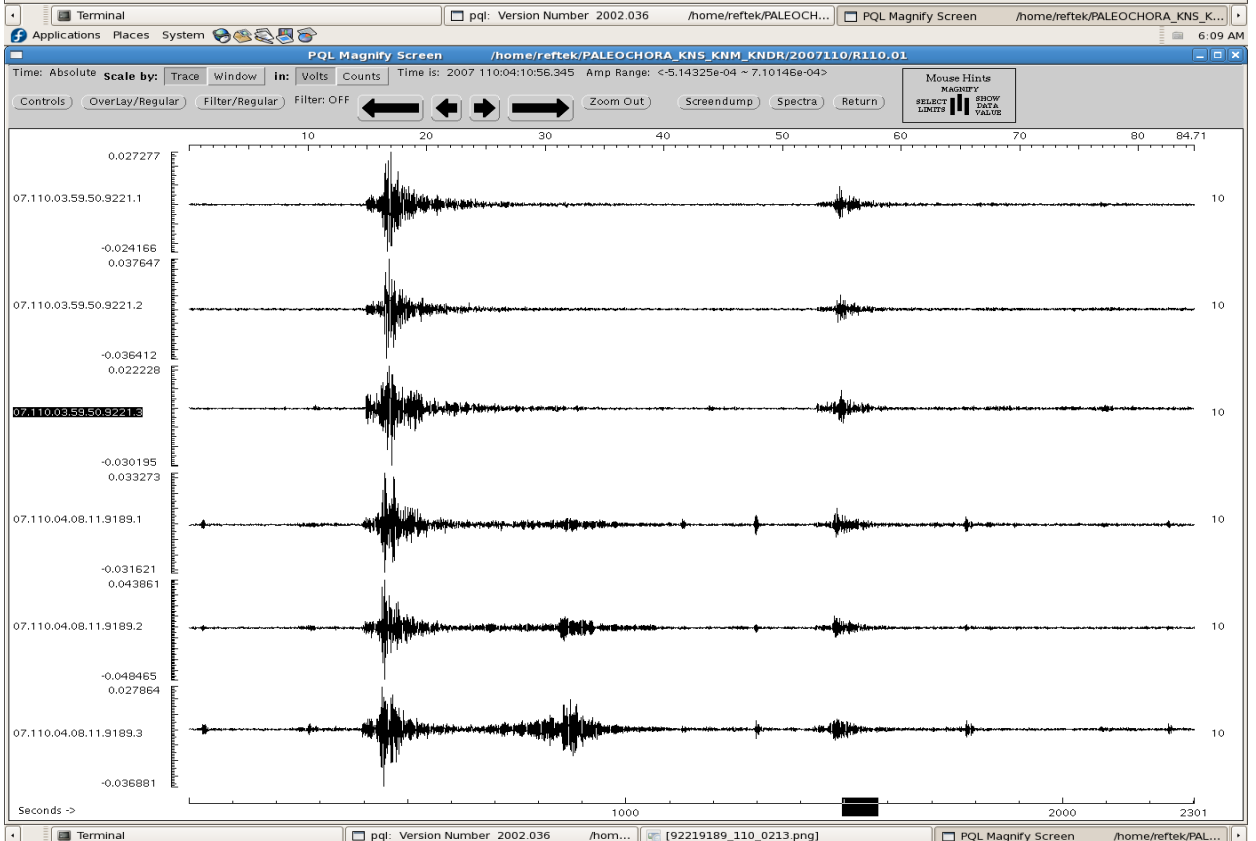 Terminal pql: Version Number 2002.036 /home/reftek/PALEOCH... PQL Magnify Screen /home/reftek/PALEOCHORA_KNS_K...
Applications Places System 6:09 AM
PQL Magnify Screen /home/reftek/PALEOCHORA_KNS_KNM_KNDR/2007110/R110.01
Time: Absolute Scale by: Trace Window in: Volts Counts Time is: 2007 110:04:10:56.345 Amp Range: <-5.14325e-04 ~ 7.10146e-04>
Mouse Hints
MAGNIFY
SELECT LIMITS SHOW DATA VALUE
Controls OverLay/Regular Filter/Regular Filter: OFF Zoom Out Screendump Spectra Return
10 20 30 40 50 60 70 80 84.71
0.027277
07.110.03.59.50.9221.1 10
-0.024166
0.037647
07.110.03.59.50.9221.2 10
-0.036412
0.022228
07.110.03.59.50.9221.3 10
-0.030195
0.033273
07.110.04.08.11.9189.1 10
-0.031621
0.043861
07.110.04.08.11.9189.2 10
-0.048465
0.027864
07.110.04.08.11.9189.3 10
-0.036881
Seconds -> 1000 2000 2301
Terminal pql: Version Number 2002.036 /hom... [92219189_110_0213.png] PQL Magnify Screen /home/reftek/PAL...